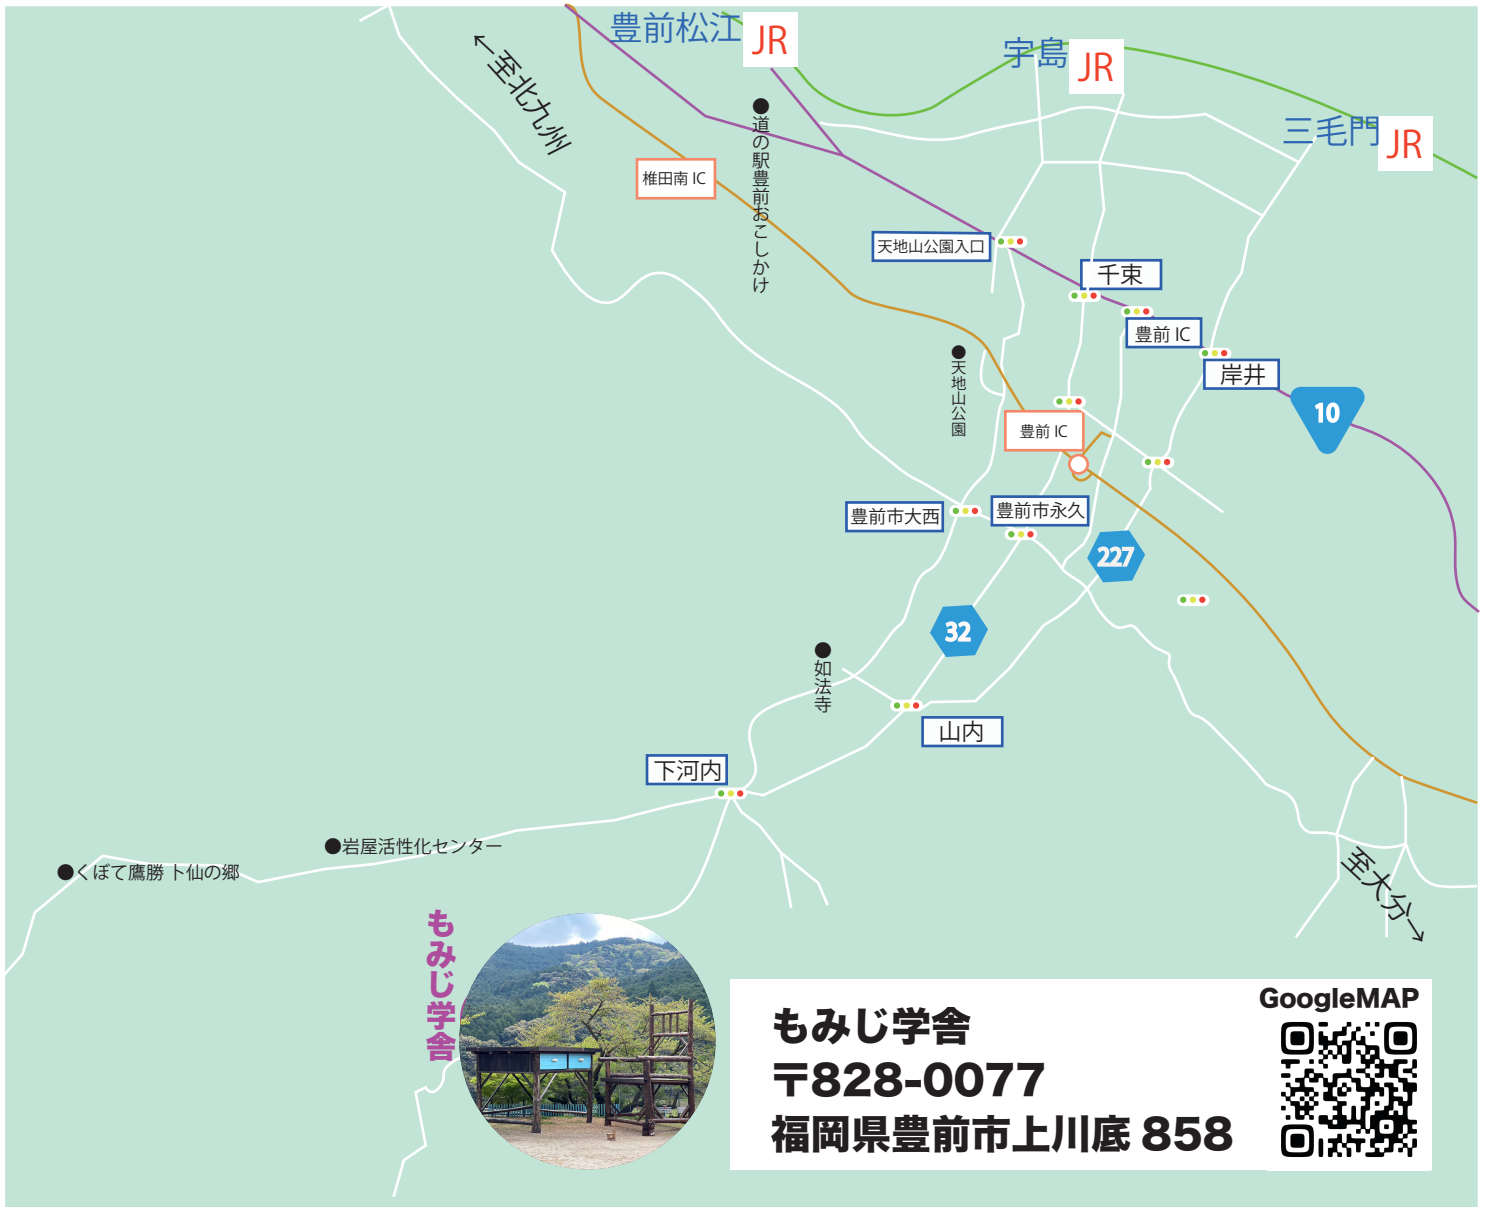 豊前松江
JR
宇島
JR
三毛門
JR
←至北九州
道の駅豊前おこしかけ
椎田南 IC
天地山公園入口
千束
豊前 IC
岸井
10
天地山公園
豊前 IC
豊前市大西
豊前市永久
227
32
如法寺
山内
下河内
岩屋活性化センター
くぼて鷹勝 卜仙の郷
至大分→
もみじ学舎
GoogleMAP
もみじ学舎
〒828-0077
福岡県豊前市上川底 858